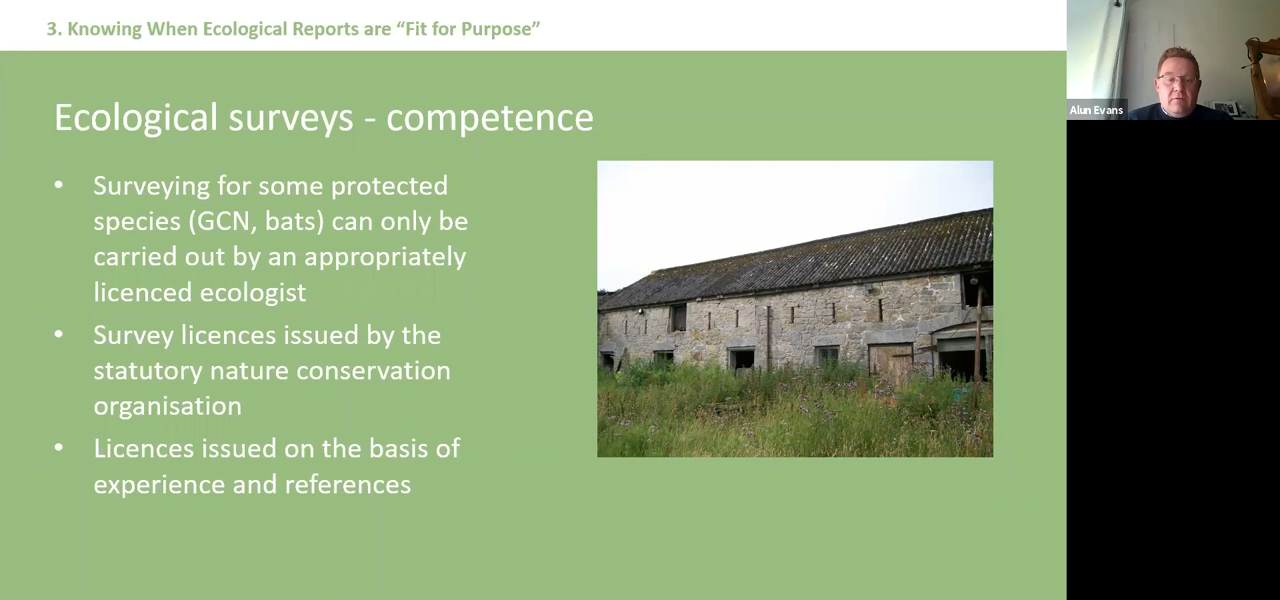 3. Knowing When Ecological Reports are “Fit for Purpose”
Ecological surveys - competence
• Surveying for some protected
species (GCN, bats) can only be
carried out by an appropriately
licenced ecologist
• Survey licences issued by the
statutory nature conservation
organisation
• Licences issued on the basis of
experience and references
Alun Evans